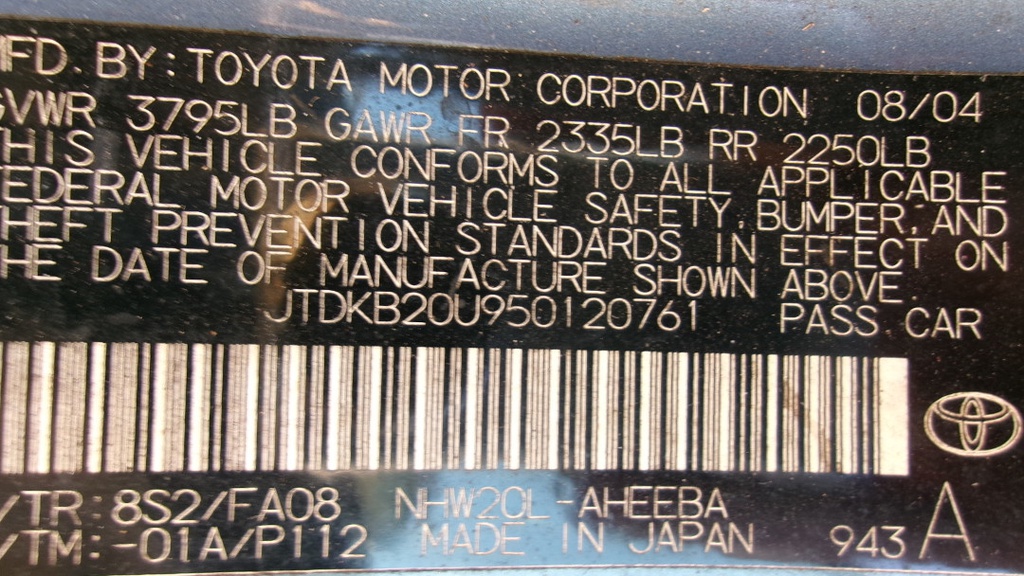 MFD. BY: TOYOTA MOTOR CORPORATION 08/04
GVWR 3795LB GAWR FR 2335LB RR 2250LB
THIS VEHICLE CONFORMS TO ALL APPLICABLE
FEDERAL MOTOR VEHICLE SAFETY, BUMPER, AND
THEFT PREVENTION STANDARDS IN EFFECT ON
THE DATE OF MANUFACTURE SHOWN ABOVE.
JTDKB20U950120761 PASS.CAR
/TR: 8S2/FA08 NHW20L-AHEEBA
/TM: -01A/P112 MADE IN JAPAN 943 A